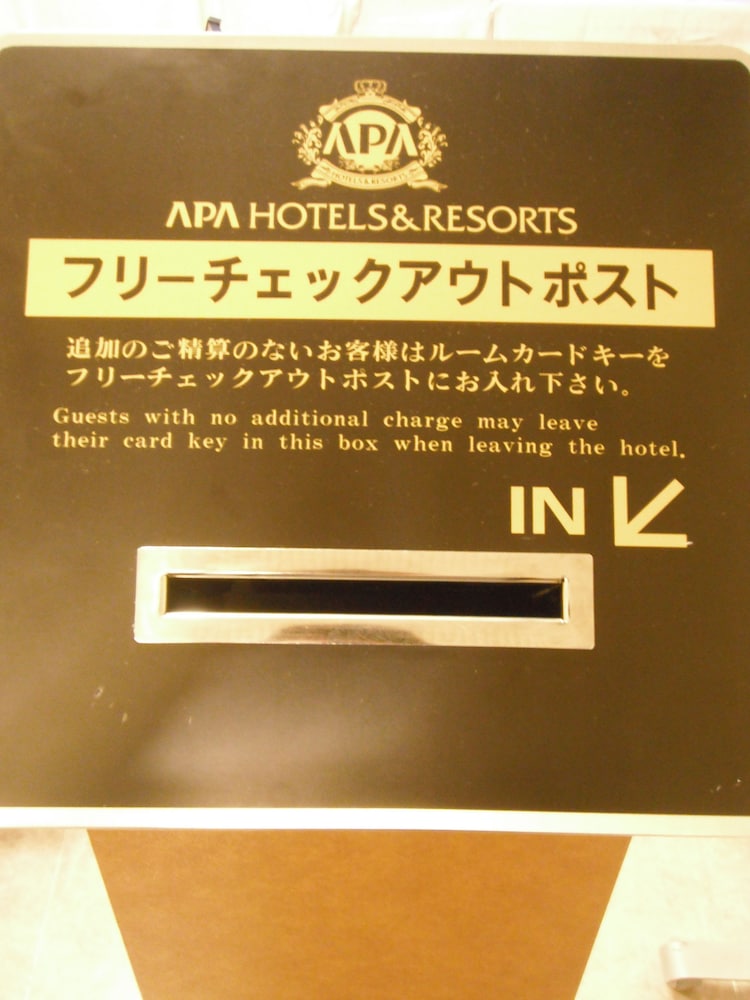 APA
HOTELS & RESORTS
APA HOTELS&RESORTS
フリーチェックアウトポスト
追加のご精算のないお客様はルームカードキーを
フリーチェックアウトポストにお入れ下さい。
Guests with no additional charge may leave
their card key in this box when leaving the hotel.
IN